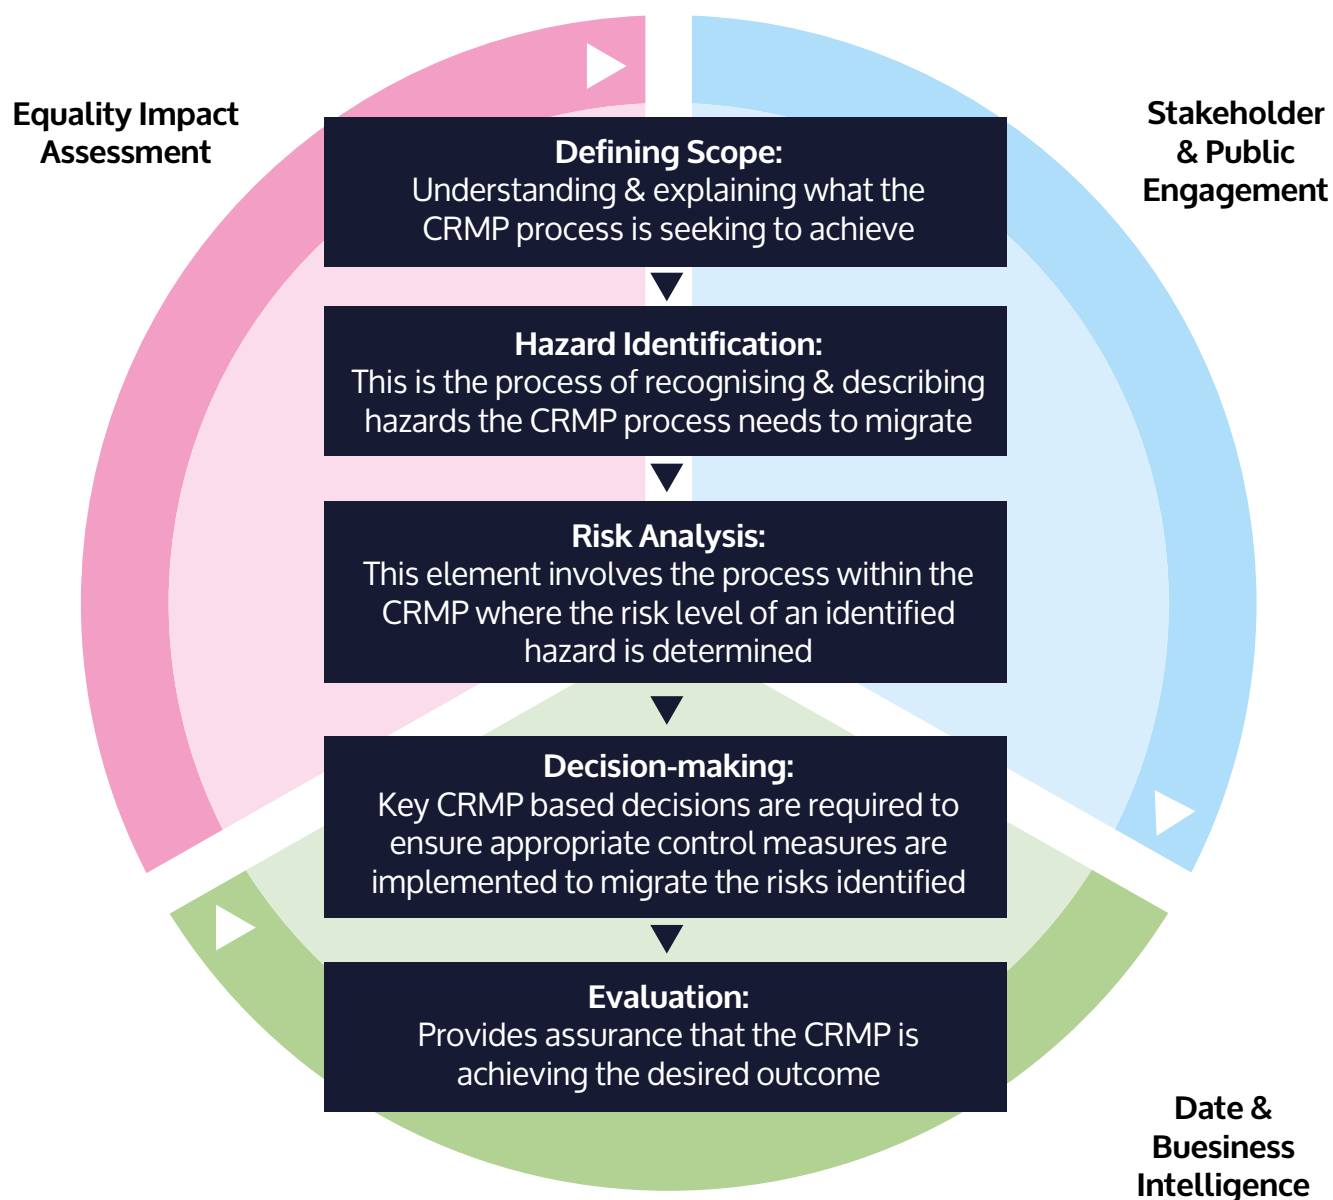 Equality Impact
Assessment
Stakeholder
& Public
Engagement
Defining Scope:
Understanding & explaining what the
CRMP process is seeking to achieve
Hazard Identification:
This is the process of recognising & describing
hazards the CRMP process needs to migrate
Risk Analysis:
This element involves the process within the
CRMP where the risk level of an identified
hazard is determined
Decision-making:
Key CRMP based decisions are required to
ensure appropriate control measures are
implemented to migrate the risks identified
Evaluation:
Provides assurance that the CRMP is
achieving the desired outcome
Date &
Buesiness
Intelligence